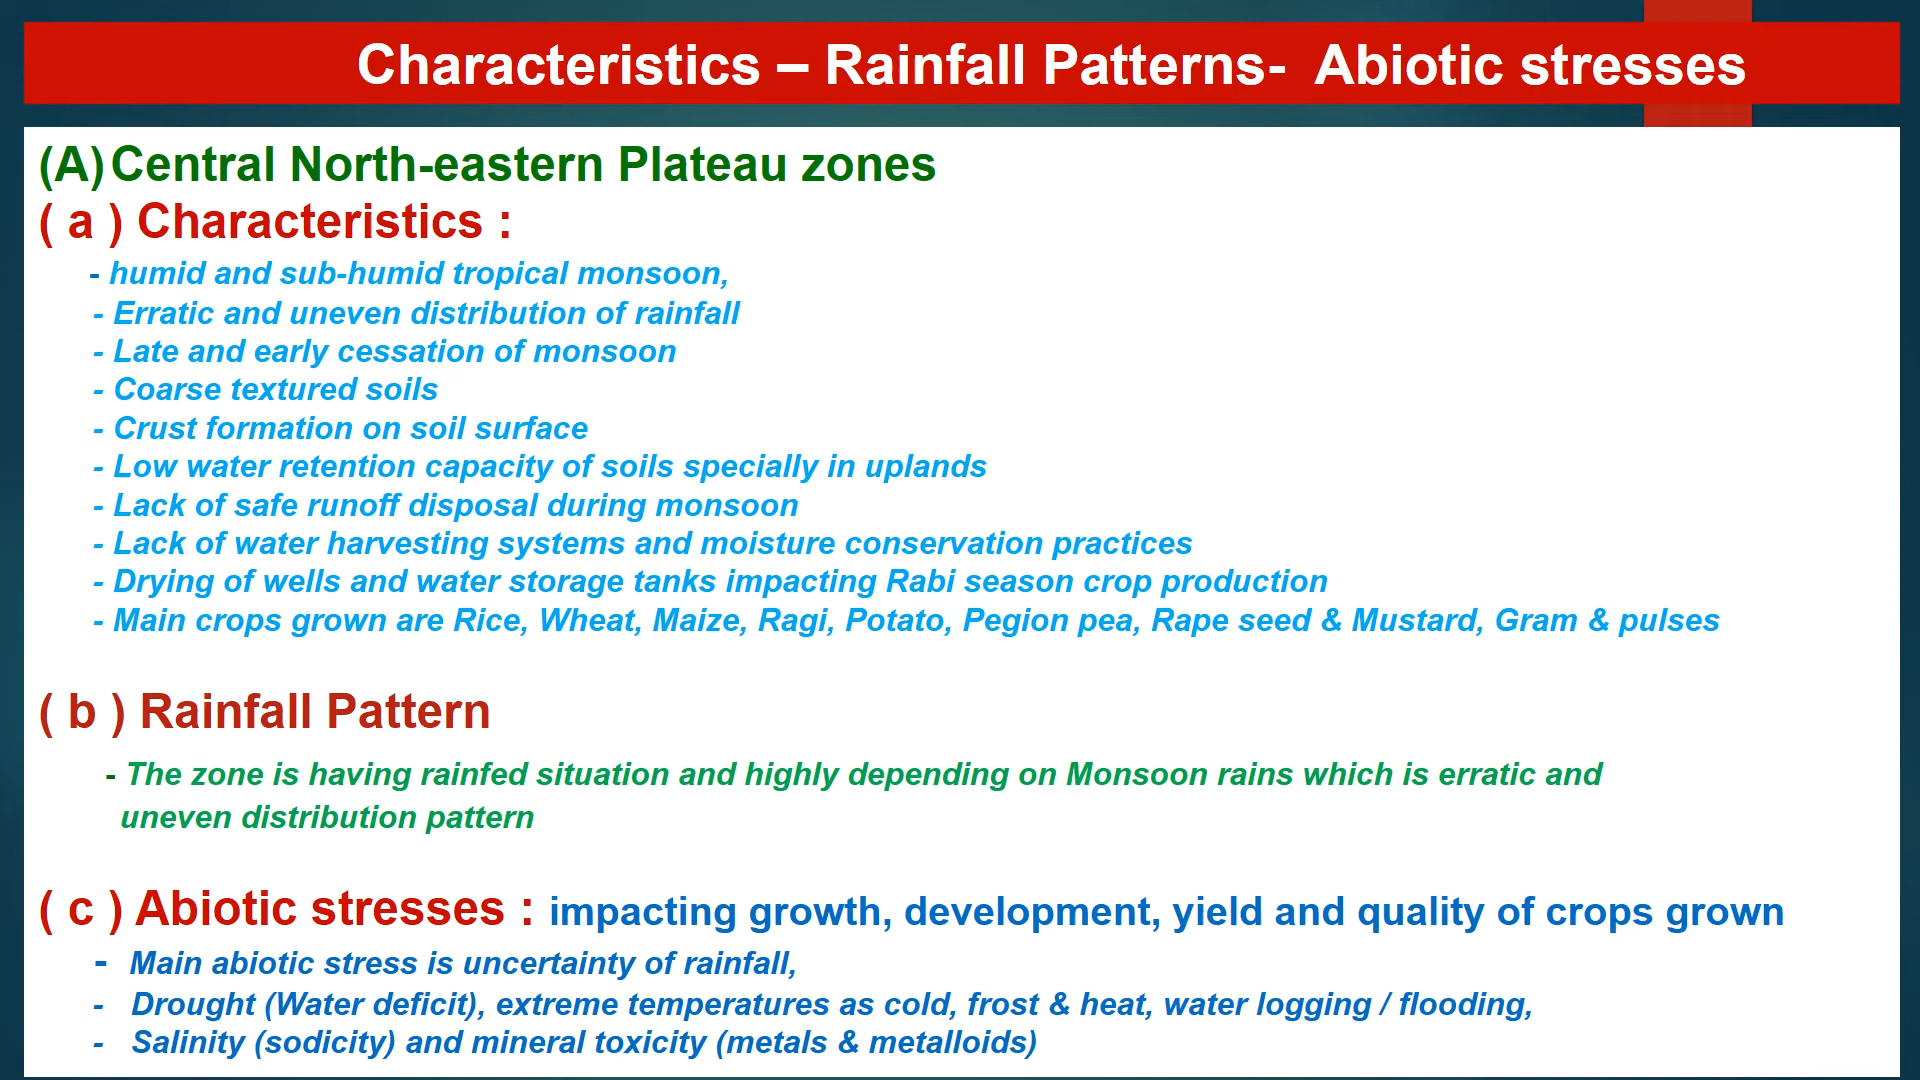 Characteristics – Rainfall Patterns-  Abiotic stresses
(A) Central North-eastern Plateau zones
( a ) Characteristics :
- humid and sub-humid tropical monsoon,
- Erratic and uneven distribution of rainfall
- Late and early cessation of monsoon
- Coarse textured soils
- Crust formation on soil surface
- Low water retention capacity of soils specially in uplands
- Lack of safe runoff disposal during monsoon
- Lack of water harvesting systems and moisture conservation practices
- Drying of wells and water storage tanks impacting Rabi season crop production
- Main crops grown are Rice, Wheat, Maize, Ragi, Potato, Pegion pea, Rape seed & Mustard, Gram & pulses
( b ) Rainfall Pattern
- The zone is having rainfed situation and highly depending on Monsoon rains which is erratic and
uneven distribution pattern
( c ) Abiotic stresses : impacting growth, development, yield and quality of crops grown
- Main abiotic stress is uncertainty of rainfall,
- Drought (Water deficit), extreme temperatures as cold, frost & heat, water logging / flooding,
- Salinity (sodicity) and mineral toxicity (metals & metalloids)